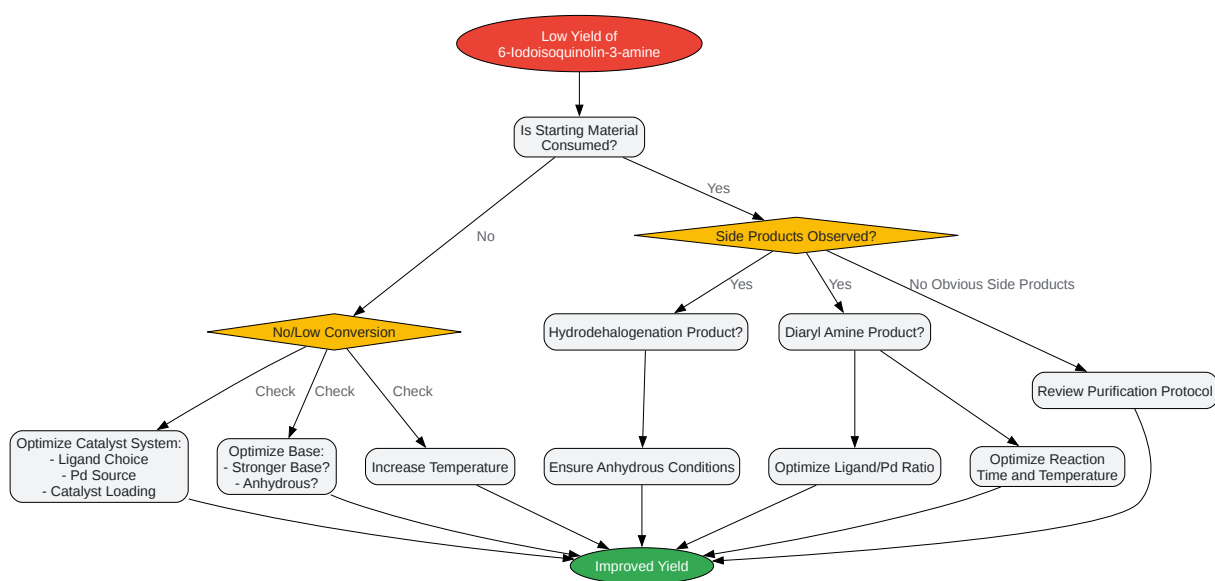 Low Yield of
6-Iodoisoquinolin-3-amine
Is Starting Material
Consumed?
Yes
No
Side Products Observed?
Yes
Yes
No Obvious Side Products
No/Low Conversion
Hydrodehalogenation Product?
Diaryl Amine Product?
Review Purification Protocol
Check
Check
Check
Optimize Catalyst System:
- Ligand Choice
- Pd Source
- Catalyst Loading
Optimize Base:
- Stronger Base?
- Anhydrous?
Increase Temperature
Ensure Anhydrous Conditions
Optimize Ligand/Pd Ratio
Optimize Reaction
Time and Temperature
Improved Yield